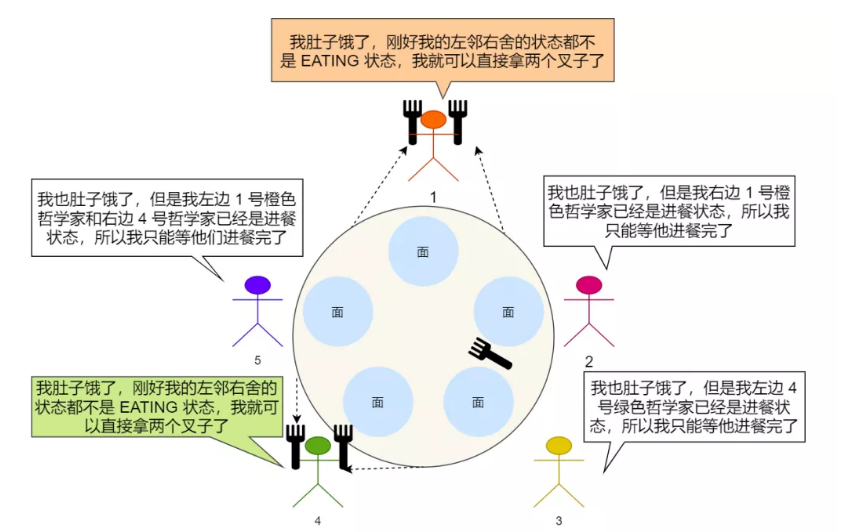 我肚子饿了，刚好我的左邻右舍的状态都不
是 EATING 状态，我就可以直接拿两个叉子了
1
我也肚子饿了，但是我左边 1 号橙色
哲学家和右边 4 号哲学家已经是进餐
状态，所以我只能等他们进餐完了
我也肚子饿了，但是我右边 1 号橙
色哲学家已经是进餐状态，所以我
只能等他进餐完了
面
面
面
5
2
我肚子饿了，刚好我的左邻右舍的
状态都不是 EATING 状态，我就可
以直接拿两个叉子了
面
面
我也肚子饿了，但是我左边 4
号绿色哲学家已经是进餐状
态，所以我只能等他进餐完了
4
3